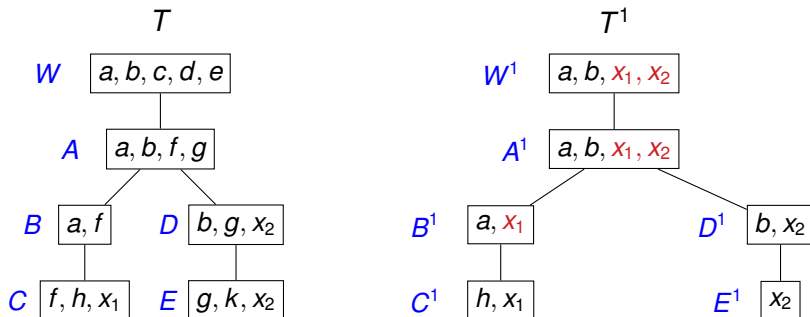 T T¹
W a, b, c, d, e W¹ a, b, x₁, x₂
A a, b, f, g A¹ a, b, x₁, x₂
B a, f D b, g, x₂ B¹ a, x₁ D¹ b, x₂
C f, h, x₁ E g, k, x₂ C¹ h, x₁ E¹ x₂